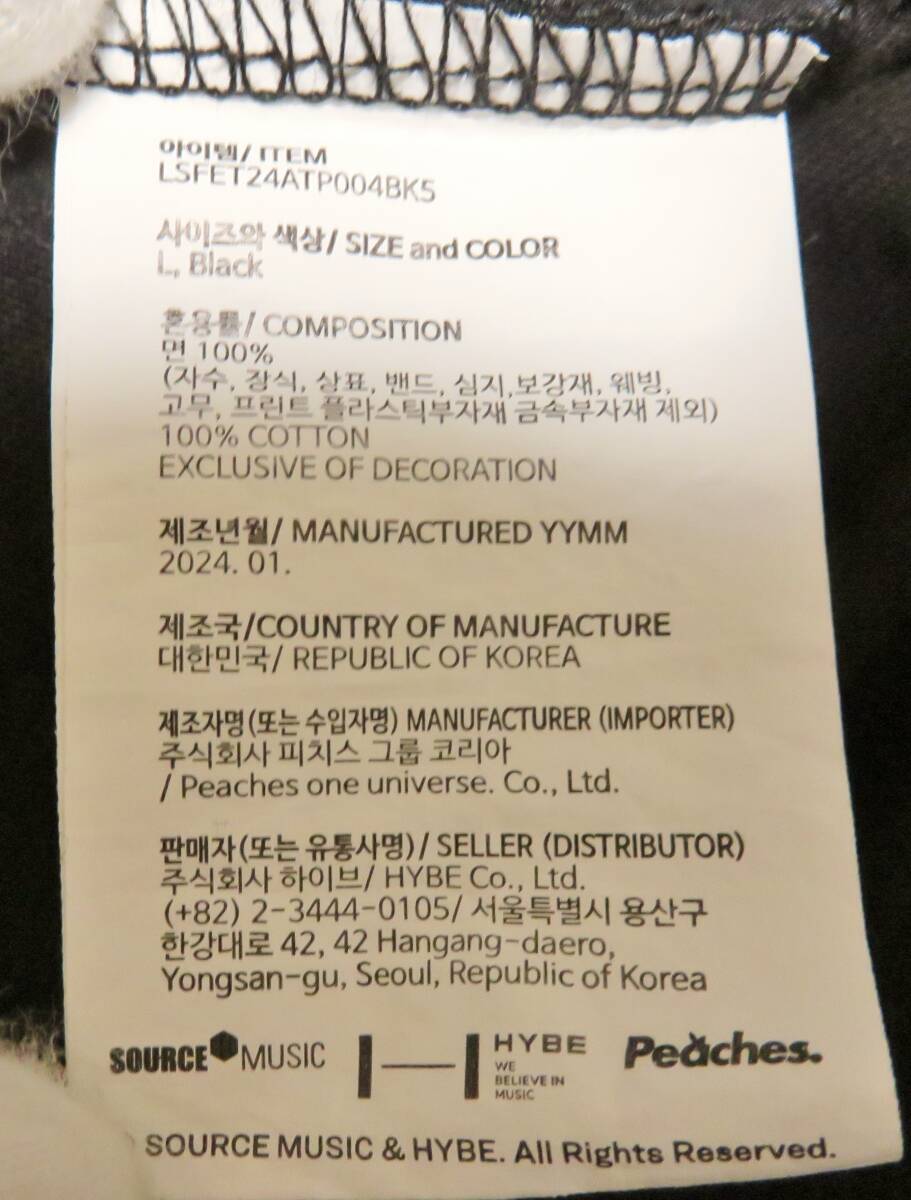 아이템/ ITEM
LSFET24ATP004BK5
사이즈와 색상/ SIZE and COLOR
L, Black
혼용률/ COMPOSITION
면 100%
(자수, 장식, 상표, 밴드, 심지,보강재, 웨빙,
고무, 프린트 플라스틱부자재 금속부자재 제외)
100% COTTON
EXCLUSIVE OF DECORATION
제조년월/ MANUFACTURED YYMM
2024. 01.
제조국/COUNTRY OF MANUFACTURE
대한민국/ REPUBLIC OF KOREA
제조자명(또는 수입자명) MANUFACTURER (IMPORTER)
주식회사 피치스 그룹 코리아
/ Peaches one universe. Co., Ltd.
판매자(또는 유통사명)/ SELLER (DISTRIBUTOR)
주식회사 하이브/ HYBE Co., Ltd.
(+82) 2-3444-0105/ 서울특별시 용산구
한강대로 42, 42 Hangang-daero,
Yongsan-gu, Seoul, Republic of Korea
SOURCE MUSIC
HYBE
WE
BELIEVE IN
MUSIC
Peaches.
SOURCE MUSIC & HYBE. All Rights Reserved.